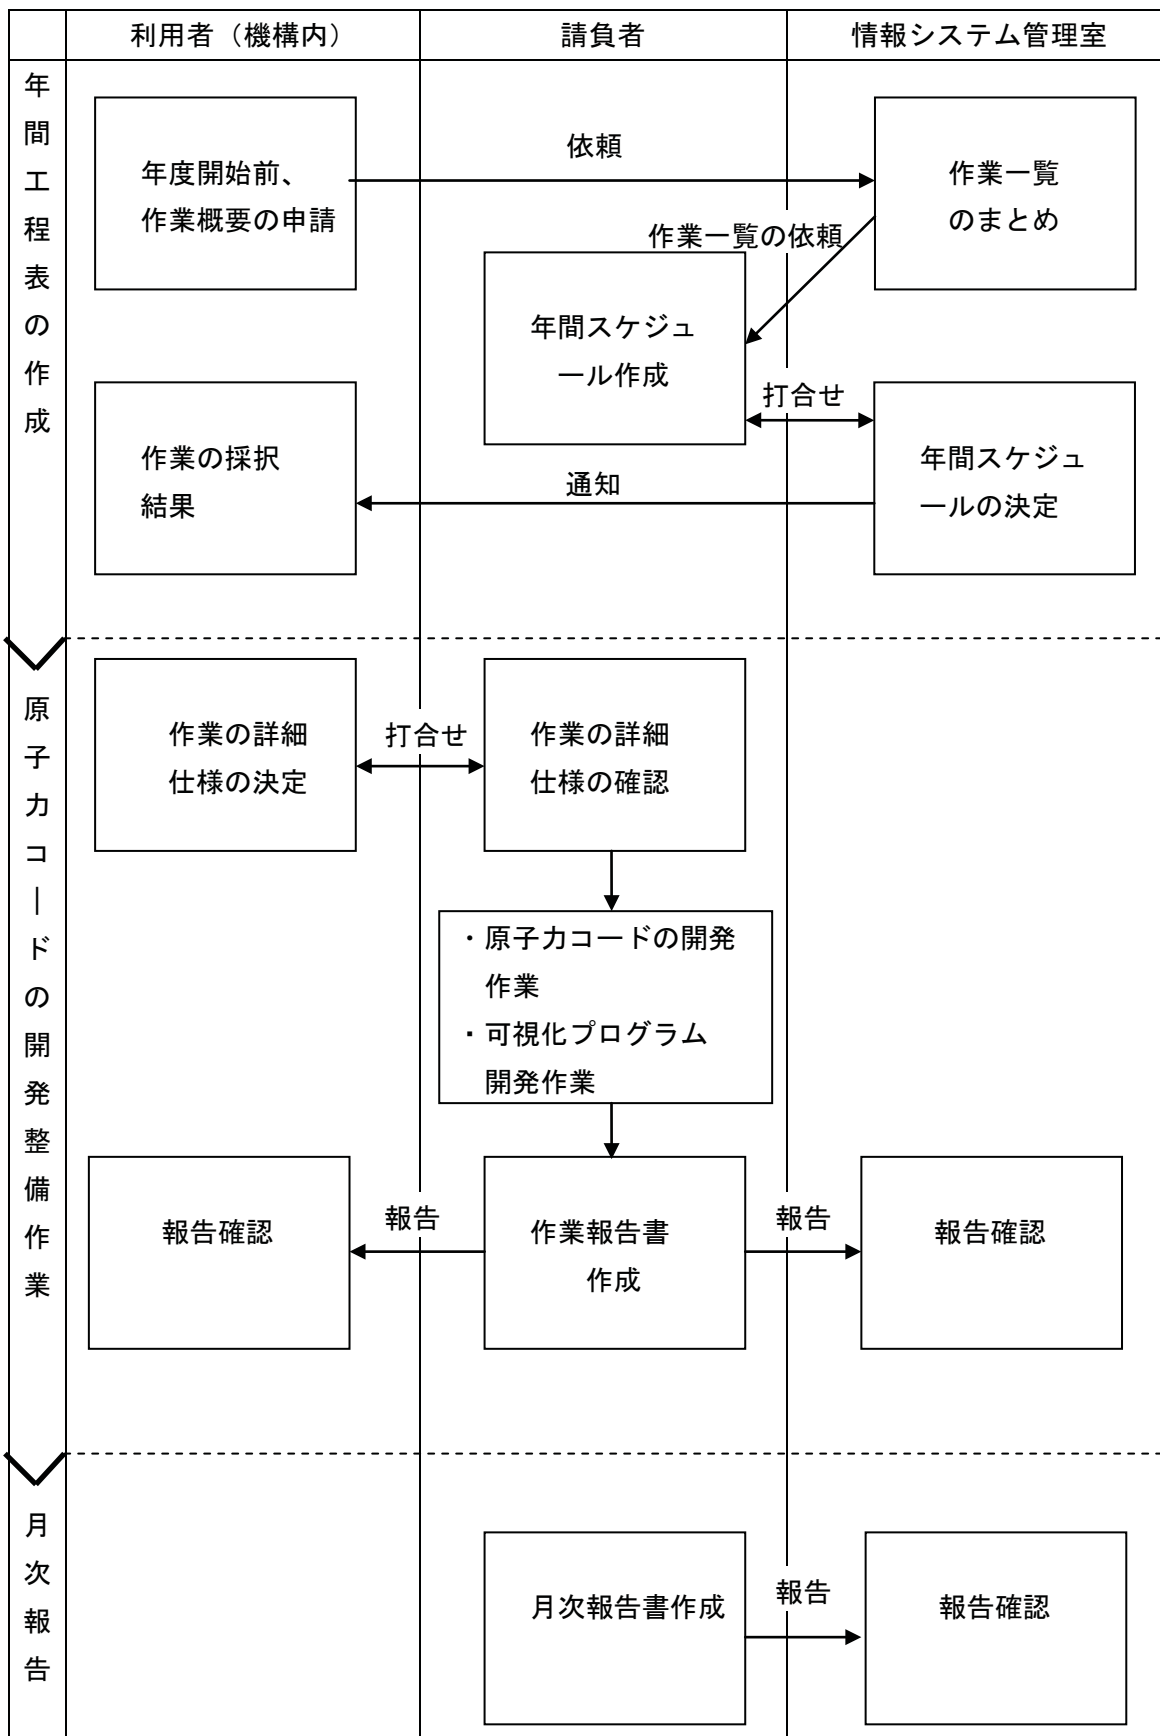 利用者（機構内）
請負者
情報システム管理室
年間工程表の作成
年度開始前、
作業概要の申請
依頼
作業一覧
のまとめ
作業一覧の依頼
年間スケジュ
ール作成
打合せ
年間スケジュ
ールの決定
通知
作業の採択
結果
原子力コードの開発整備作業
作業の詳細
仕様の決定
打合せ
作業の詳細
仕様の確認
・原子力コードの開発
作業
・可視化プログラム
開発作業
報告確認
報告
作業報告書
作成
報告
報告確認
月次報告
月次報告書作成
報告
報告確認